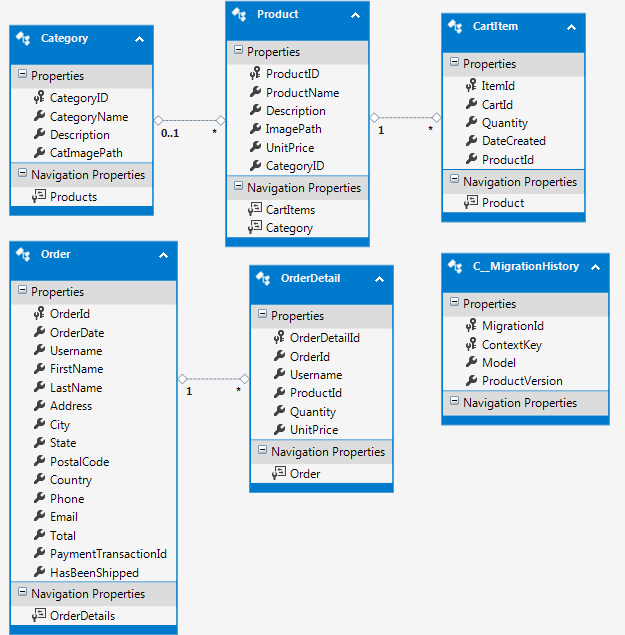 Category
Properties
CategoryID
CategoryName
Description
CatImagePath
Navigation Properties
Products
0..1
*
Product
Properties
ProductID
ProductName
Description
ImagePath
UnitPrice
CategoryID
Navigation Properties
CartItems
Category
1
*
CartItem
Properties
ItemId
CartId
Quantity
DateCreated
ProductId
Navigation Properties
Product
Order
Properties
OrderId
OrderDate
Username
FirstName
LastName
Address
City
State
PostalCode
Country
Phone
Email
Total
PaymentTransactionId
HasBeenShipped
Navigation Properties
OrderDetails
1
*
OrderDetail
Properties
OrderDetailId
OrderId
Username
ProductId
Quantity
UnitPrice
Navigation Properties
Order
C__MigrationHistory
Properties
MigrationId
ContextKey
Model
ProductVersion
Navigation Properties